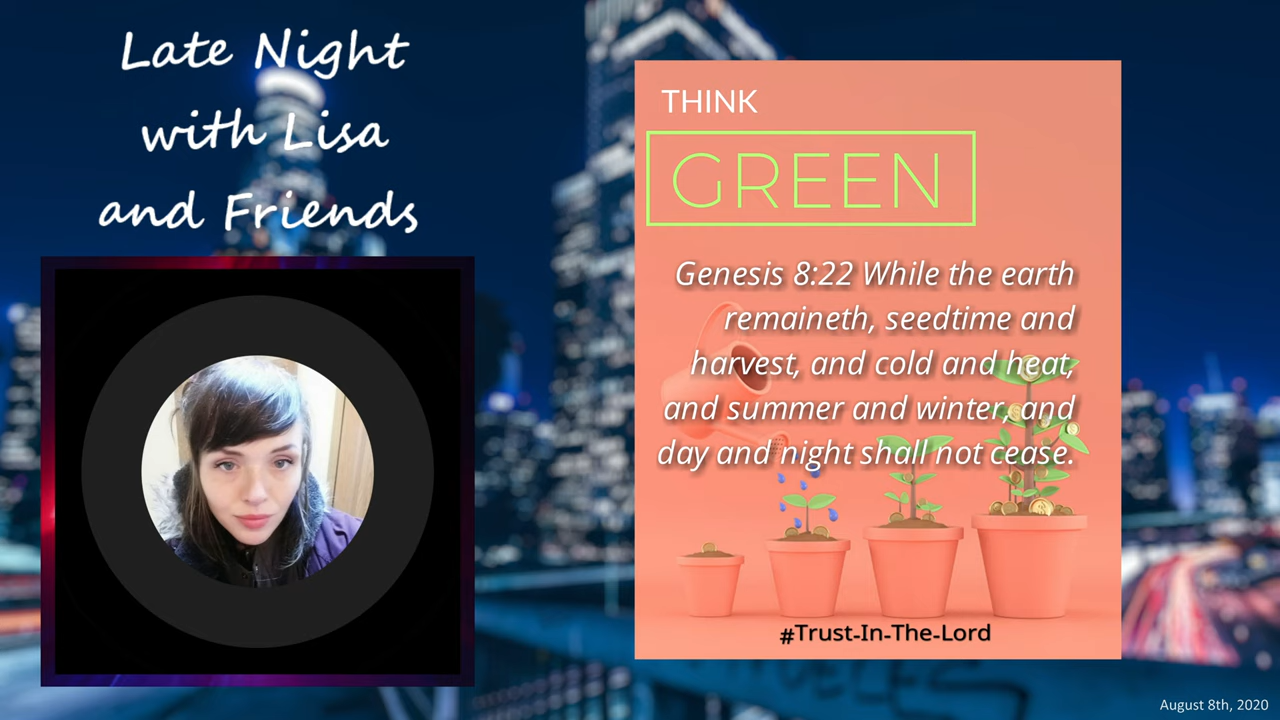 Late Night
with Lisa
and Friends
THINK
GREEN
Genesis 8:22 While the earth
remaineth, seedtime and
harvest, and cold and heat,
and summer and winter, and
day and night shall not cease.
#Trust-In-The-Lord
August 8th, 2020